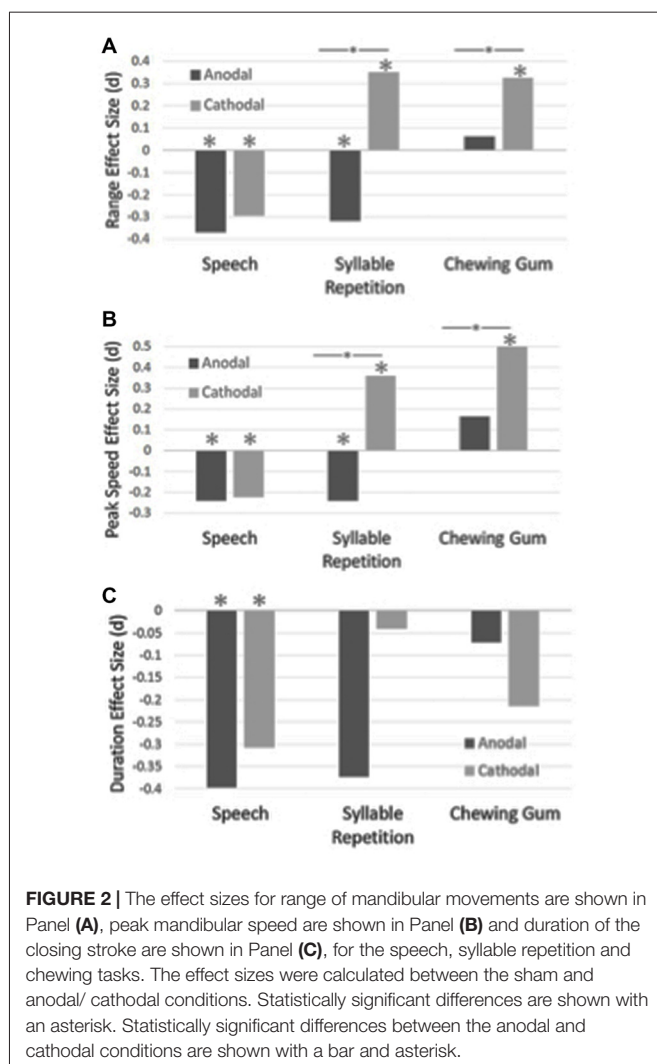 A
Range Effect Size (d)
0.4
0.3
0.2
0.1
0
-0.1
-0.2
-0.3
-0.4
Anodal
Cathodal
* * * * *
*
*
Speech
Syllable
Repetition
Chewing Gum
B
Peak Speed Effect Size (d)
0.5
0.4
0.3
0.2
0.1
0
-0.1
-0.2
-0.3
Anodal
Cathodal
* * * * *
*
*
Speech
Syllable
Repetition
Chewing Gum
C
Duration Effect Size (d)
0
-0.05
-0.1
-0.15
-0.2
-0.25
-0.3
-0.35
-0.4
* *
Anodal
Cathodal
Speech
Syllable
Repetition
Chewing Gum
FIGURE 2 | The effect sizes for range of mandibular movements are shown in
Panel (A), peak mandibular speed are shown in Panel (B) and duration of the
closing stroke are shown in Panel (C), for the speech, syllable repetition and
chewing tasks. The effect sizes were calculated between the sham and
anodal/ cathodal conditions. Statistically significant differences are shown with
an asterisk. Statistically significant differences between the anodal and
cathodal conditions are shown with a bar and asterisk.